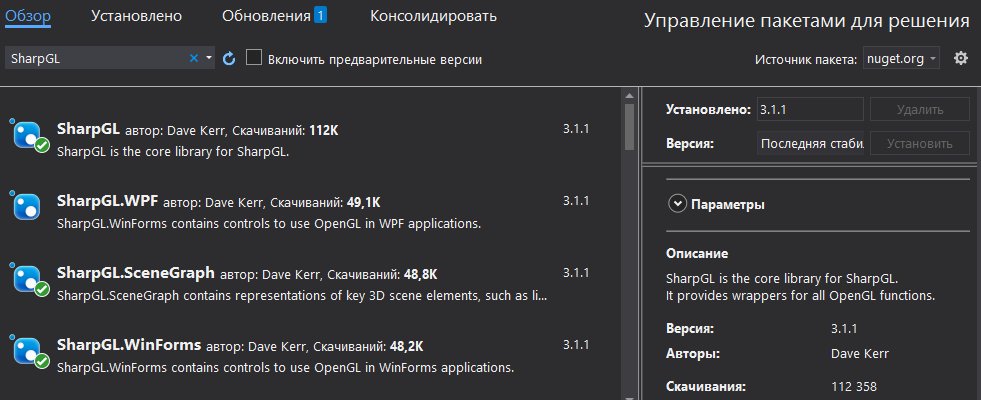 Обзор Установлено Обновления 1 Консолидировать
Управление пакетами для решения
SharpGL
Включить предварительные версии
Источник пакета: nuget.org
SharpGL автор: Dave Kerr, Скачиваний: 112K
3.1.1
SharpGL is the core library for SharpGL.
SharpGL.WPF автор: Dave Kerr, Скачиваний: 49,1K
3.1.1
SharpGL.WinForms contains controls to use OpenGL in WPF applications.
SharpGL.SceneGraph автор: Dave Kerr, Скачиваний: 48,8K
3.1.1
SharpGL.SceneGraph contains representations of key 3D scene elements, such as li...
SharpGL.WinForms автор: Dave Kerr, Скачиваний: 48,2K
3.1.1
SharpGL.WinForms contains controls to use OpenGL in WinForms applications.
Установлено: 3.1.1 Удалить
Версия: Последняя стаби. Установить
Параметры
Описание
SharpGL is the core library for SharpGL.
It provides wrappers for all OpenGL functions.
Версия: 3.1.1
Авторы: Dave Kerr
Скачивания: 112 358